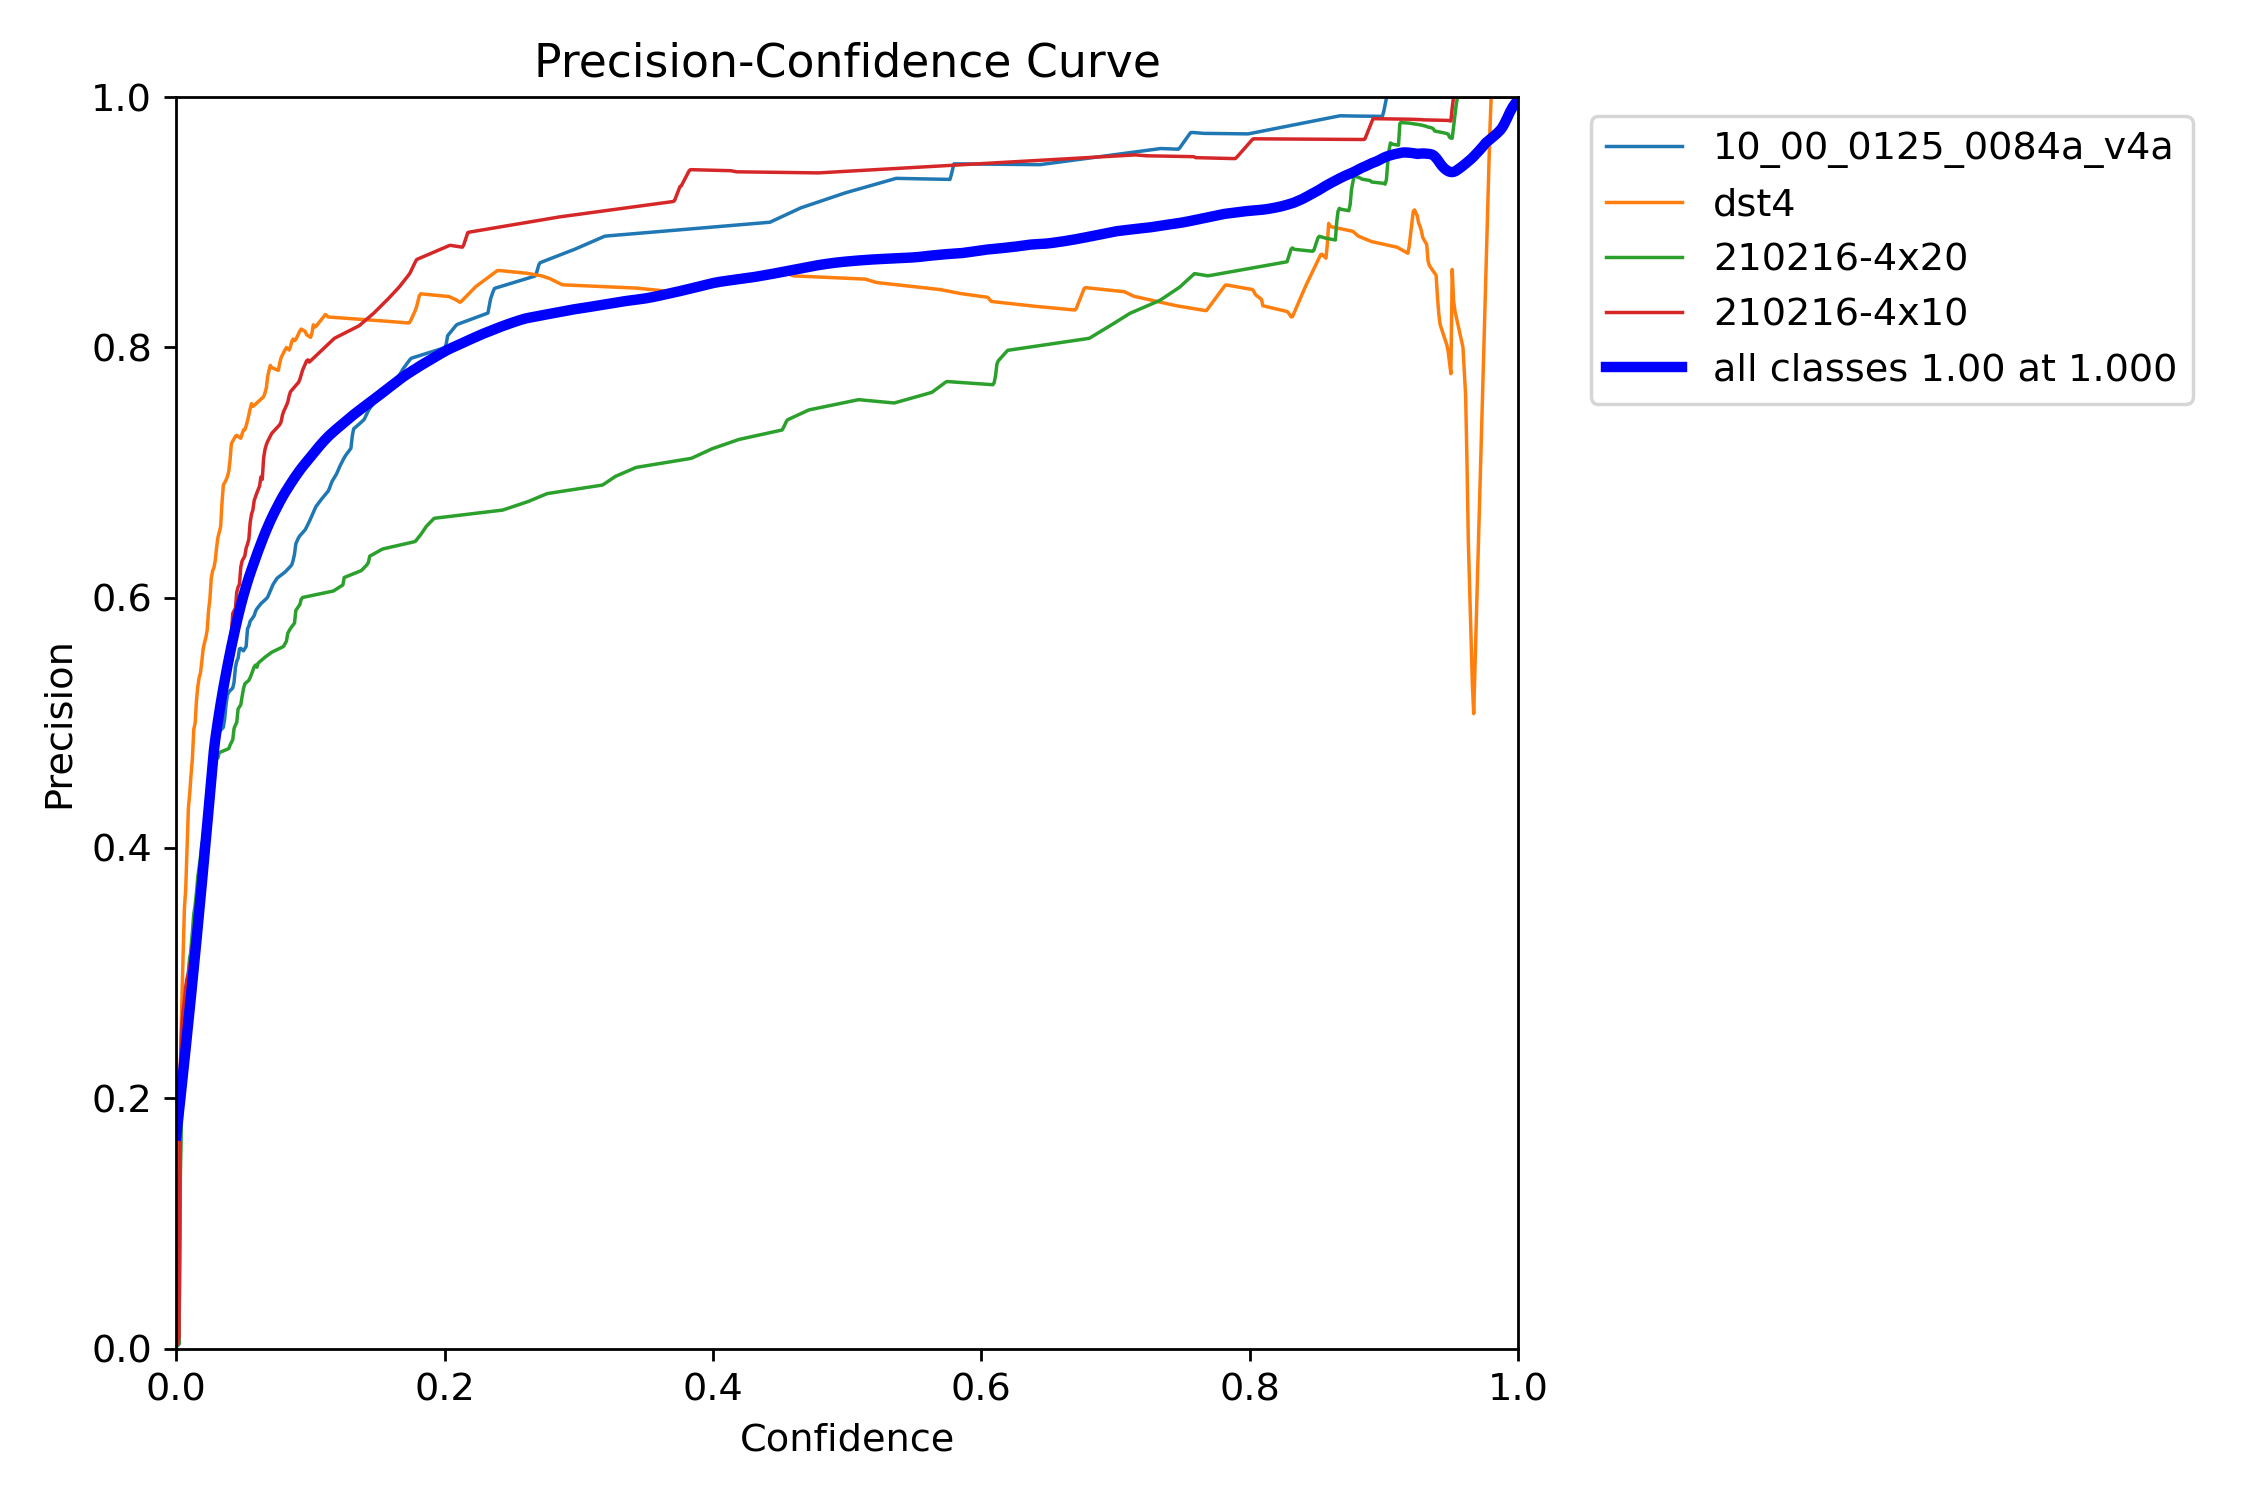 Precision-Confidence Curve
1.0
0.8
0.6
0.4
0.2
0.0
Precision
0.0 0.2 0.4 0.6 0.8 1.0
Confidence
10_00_0125_0084a_v4a
dst4
210216-4x20
210216-4x10
all classes 1.00 at 1.000